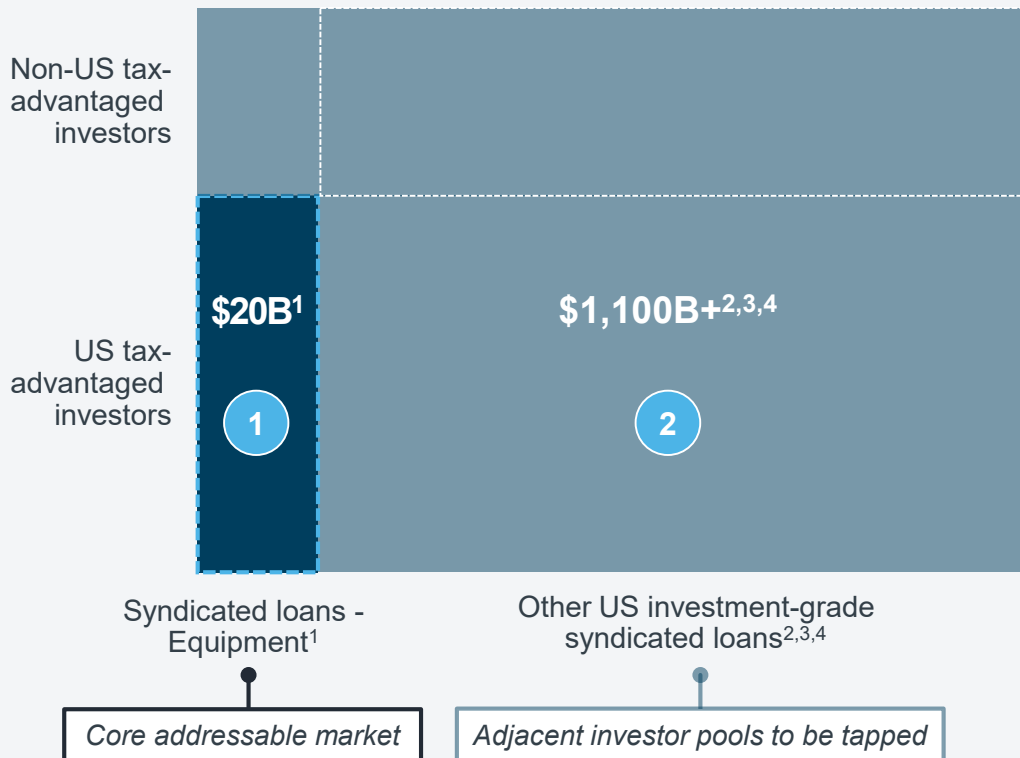 Non-US tax-
advantaged
investors
$20B1
$1,100B+2,3,4
US tax-
advantaged
investors
1
2
Syndicated loans -
Equipment1
Other US investment-grade
syndicated loans2,3,4
Core addressable market
Adjacent investor pools to be tapped